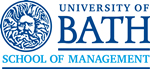 UNIVERSITY OF
BATH
SCHOOL OF MANAGEMENT